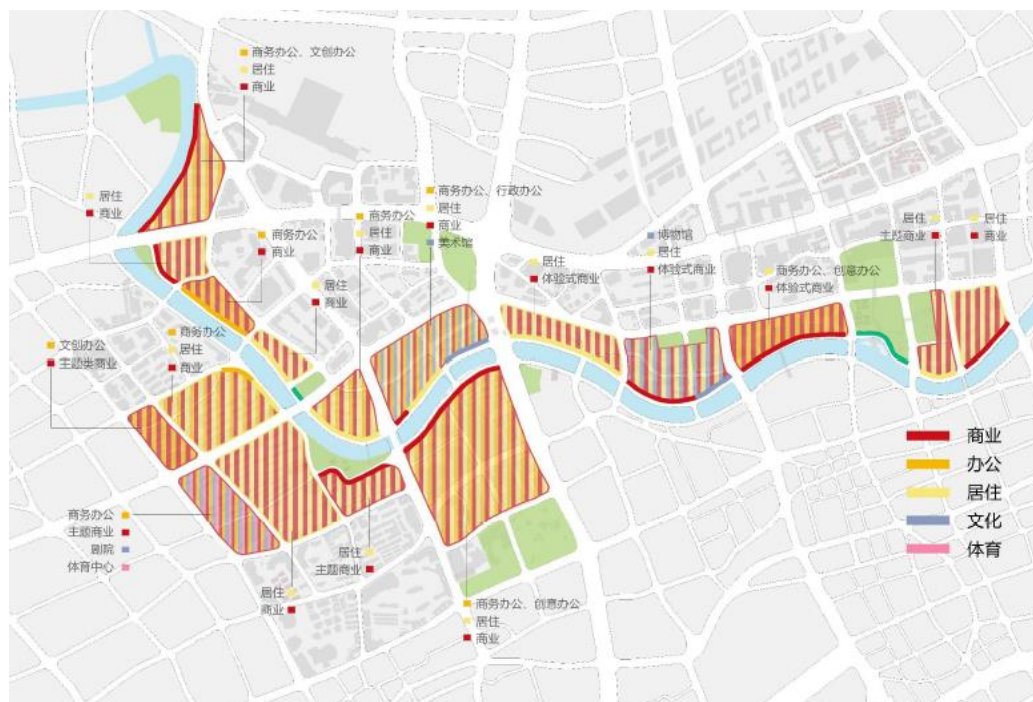 商务办公、文创办公
居住
商业
居住
商业
商务办公
商业
商务办公
居住
商业
商务办公、行政办公
居住
商业
美术馆
居住
体验式商业
博物馆
居住
体验式商业
商务办公、创意办公
体验式商业
居住
主题商业
居住
商业
居住
商业
商务办公
居住
商业
文创办公
主题类商业
商务办公
主题商业
剧院
体育中心
居住
商业
居住
主题商业
商务办公、创意办公
居住
商业
商业
办公
居住
文化
体育